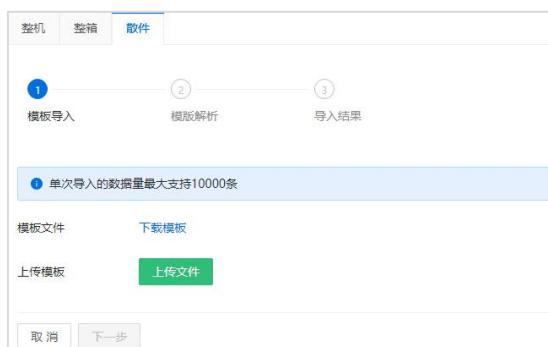 整机 整箱 散件
1 2 3
模板导入 模版解析 导入结果
单次导入的数据量最大支持10000条
模板文件 下载模板
上传模板 上传文件
取消 下一步